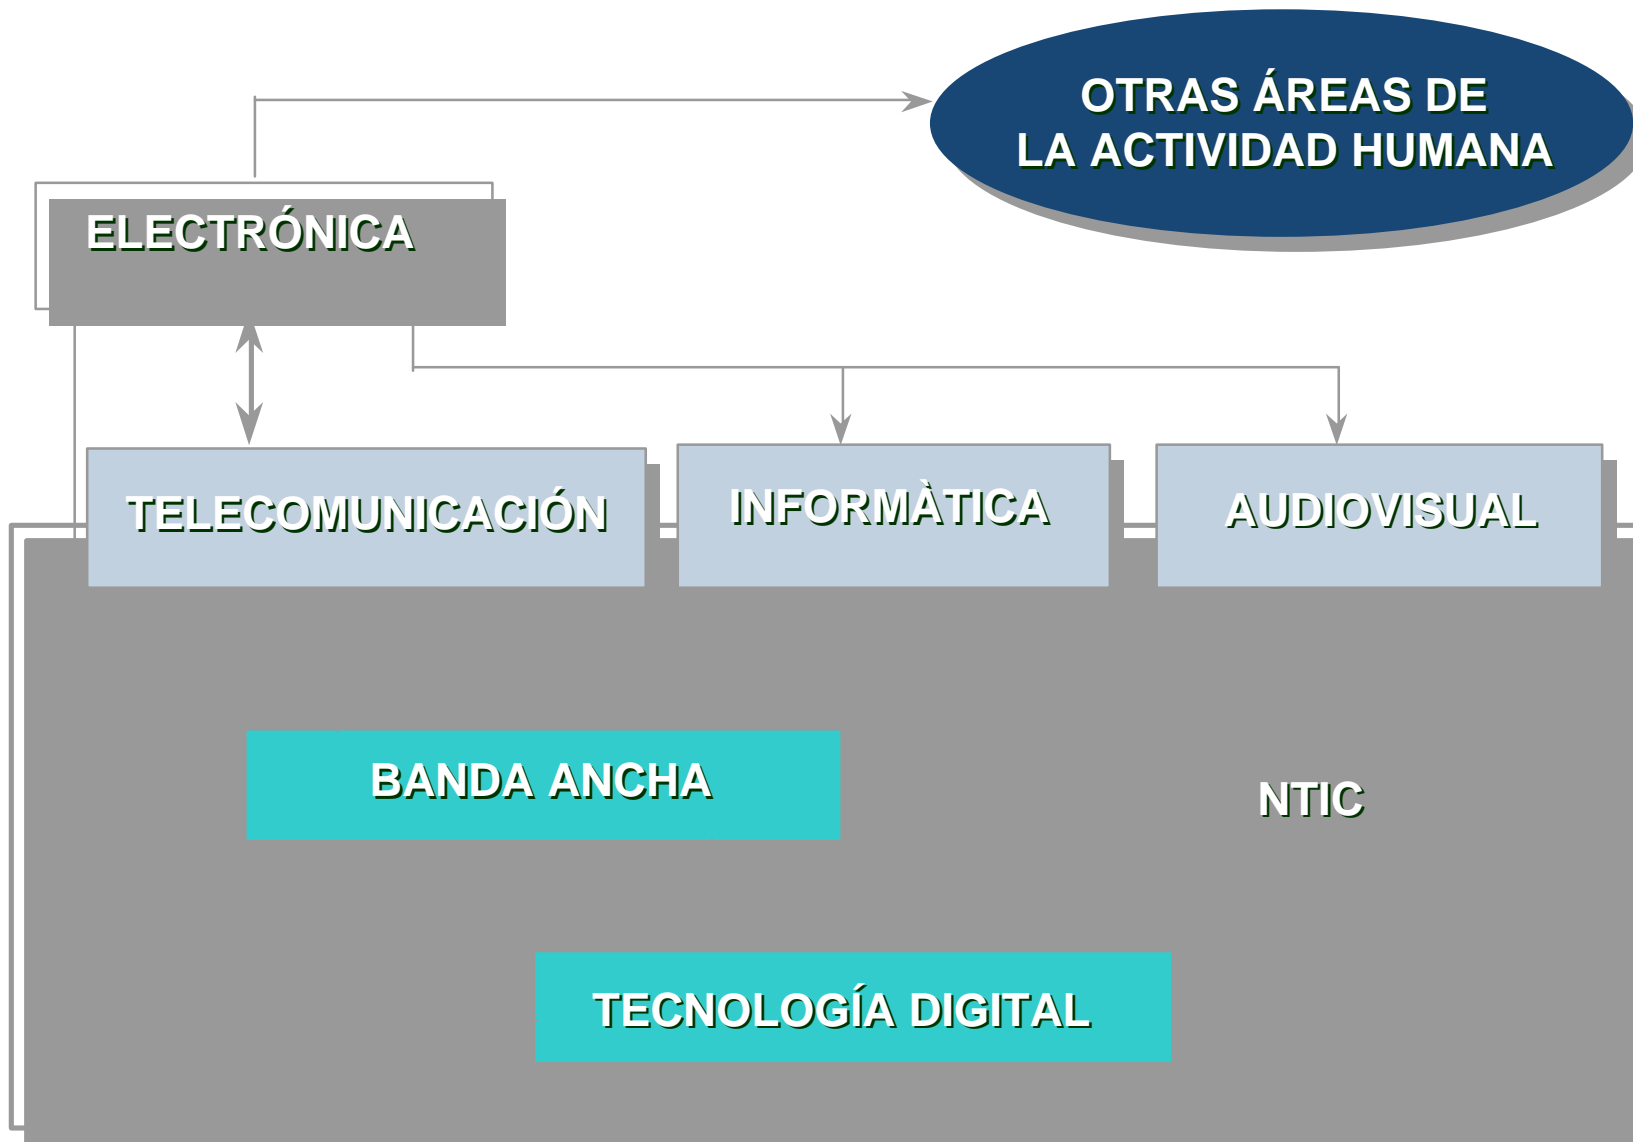 OTRAS ÁREAS DE
LA ACTIVIDAD HUMANA
ELECTRÓNICA
TELECOMUNICACIÓN
INFORMÀTICA
AUDIOVISUAL
BANDA ANCHA
NTIC
TECNOLOGÍA DIGITAL